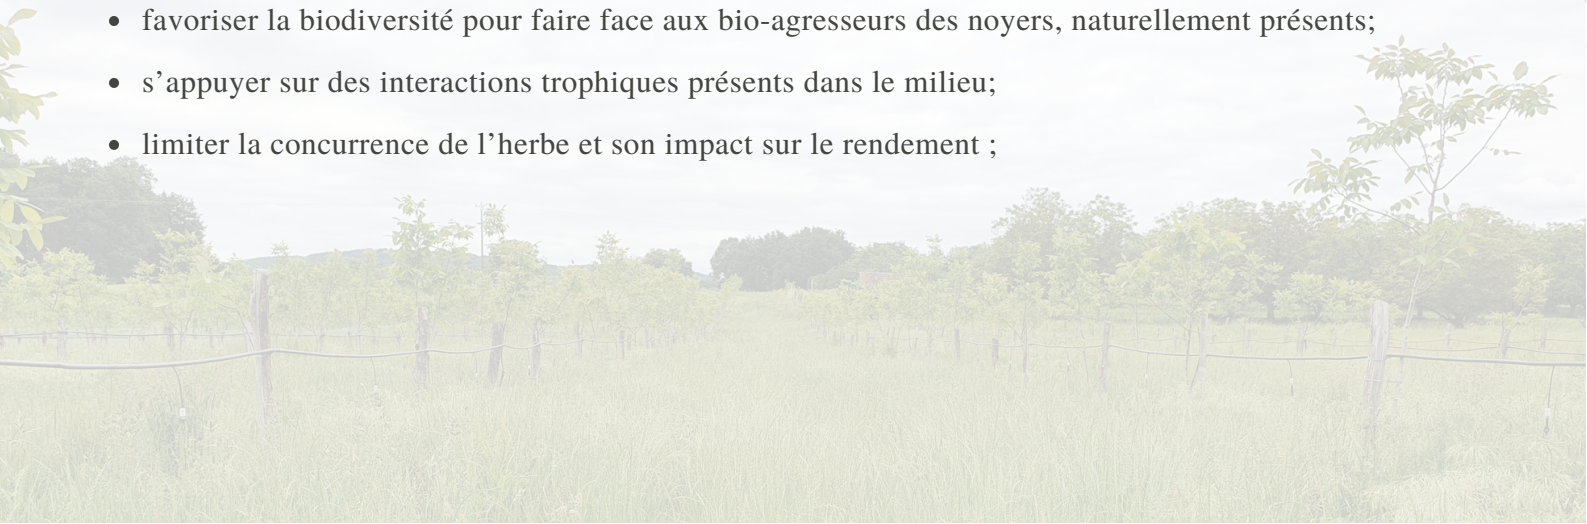 • favoriser la biodiversité pour faire face aux bio-agresseurs des noyers, naturellement présents;
• s’appuyer sur des interactions trophiques présents dans le milieu;
• limiter la concurrence de l’herbe et son impact sur le rendement ;